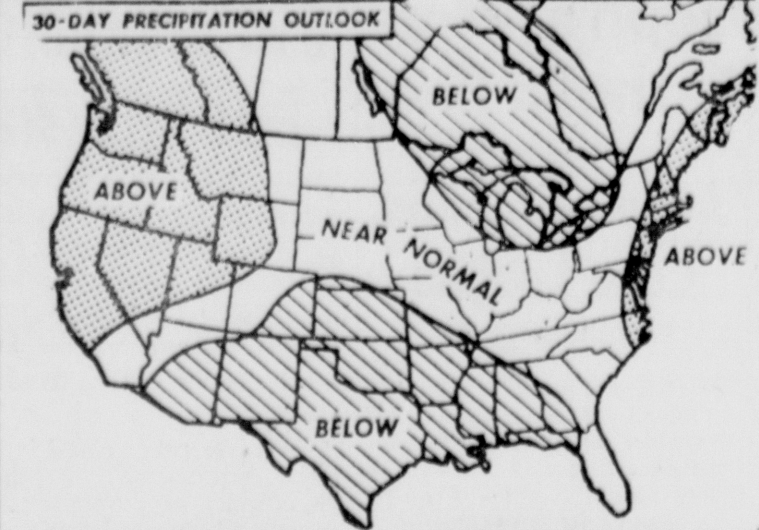 30-DAY PRECIPITATION OUTLOOK
BELOW
ABOVE
NEAR NORMAL
ABOVE
BELOW